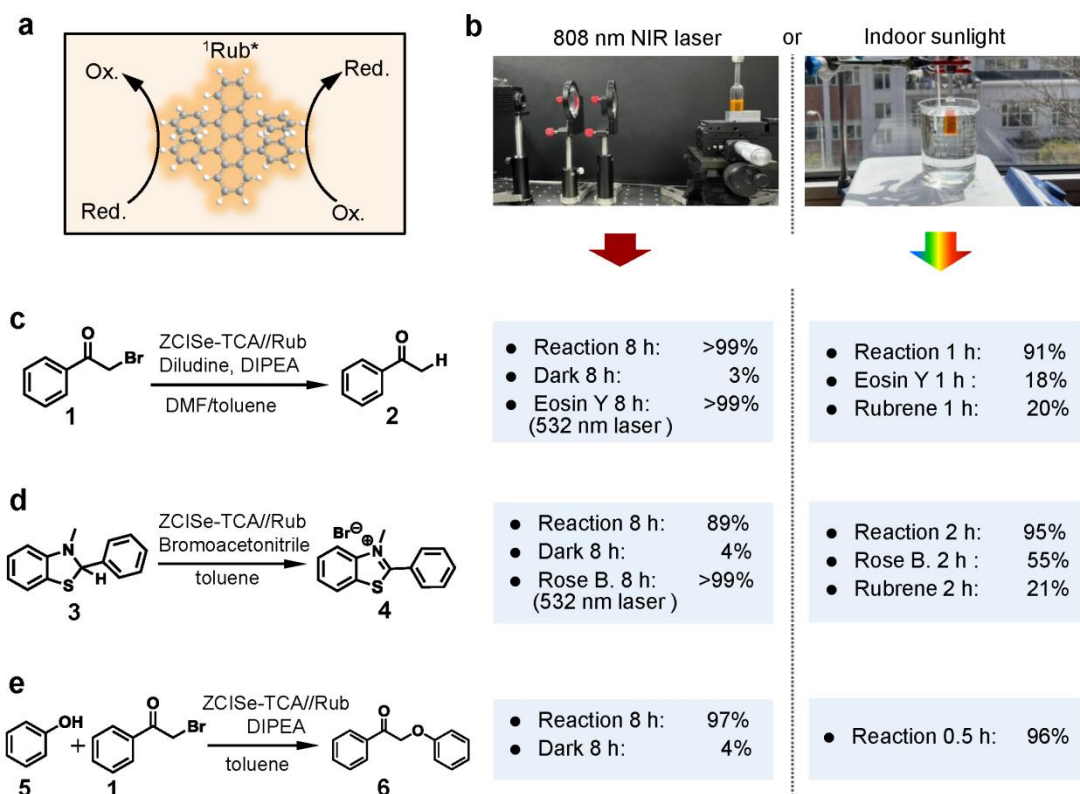 a
¹Rub*
Ox.
Red.
Red.
Ox.
b
808 nm NIR laser
or
Indoor sunlight
c
O
Br
1
ZCISe-TCA//Rub
Diludine, DIPEA
DMF/toluene
O
H
2
● Reaction 8 h: >99%
● Dark 8 h: 3%
● Eosin Y 8 h: >99%
(532 nm laser )
● Reaction 1 h: 91%
● Eosin Y 1 h : 18%
● Rubrene 1 h: 20%
d
N
S
H
3
ZCISe-TCA//Rub
Bromoacetonitrile
toluene
Br⊖
N
⊕
S
4
● Reaction 8 h: 89%
● Dark 8 h: 4%
● Rose B. 8 h: >99%
(532 nm laser )
● Reaction 2 h: 95%
● Rose B. 2 h : 55%
● Rubrene 2 h: 21%
e
OH
5
+
O
Br
1
ZCISe-TCA//Rub
DIPEA
toluene
O
O
6
● Reaction 8 h: 97%
● Dark 8 h: 4%
● Reaction 0.5 h: 96%